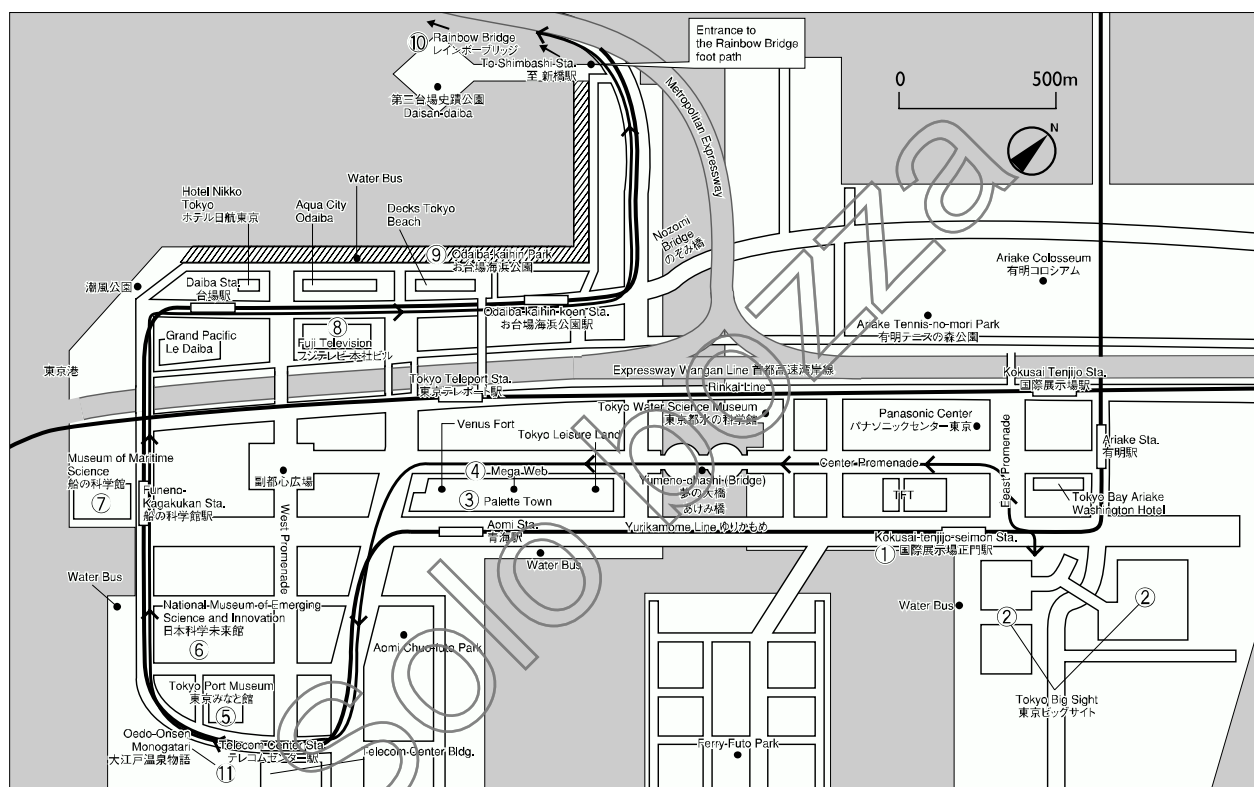 ⑩ Rainbow Bridge
レインボーブリッジ
To Shimbashi Sta.
至 新橋駅
Entrance to
the Rainbow Bridge
foot path
第三台場史蹟公園
Daisan-daiba
Metropolitan Expressway
0 500m
N
Hotel Nikko
Tokyo
ホテル日航東京
Aqua City
Odaiba
Water Bus
Decks Tokyo
Beach
⑨ Odaiba-kaihin-Park
お台場海浜公園
Nozomi
Bridge
のぞみ橋
Ariake Colosseum
有明コロシアム
潮風公園
Daiba Sta.
台場駅
Odaiba-kaihin-koen Sta.
お台場海浜公園駅
Ariake Tennis-no-mori Park
有明テニスの森公園
Grand Pacific
Le Daiba
⑧
Fuji Television
フジテレビ本社ビル
東京港
Expressway Wangan Line 首都高速湾岸線
Rinkai Line
Tokyo Teleport Sta.
東京テレポート駅
Kokusai Tenjijo Sta.
国際展示場駅
Tokyo Water Science Museum
東京都水の科学館
Panasonic Center
パナソニックセンター東京
Venus Fort
Tokyo Leisure Land
Ariake Sta.
有明駅
Museum of Maritime
Science
船の科学館
⑦
Funeno-
Kagakukan Sta.
船の科学館駅
副都心広場
West Promenade
④
Mega Web
③ Palette Town
Yumeno-ohashi (Bridge)
夢の大橋
あけみ橋
Center Promenade
Eeast Promenade
TFT
Tokyo Bay Ariake
Washington Hotel
Aomi Sta.
青海駅
Yurikamome Line ゆりかもめ
Kokusai-tenjijo-seimon Sta.
① 国際展示場正門駅
Water Bus
Water Bus
Water Bus
National Museum of Emerging
Science and Innovation
日本科学未来館
⑥
Aomi Chuo-futo Park
②
②
Tokyo Big Sight
東京ビッグサイト
Tokyo Port Museum
東京みなと館
⑤
Oedo-Onsen
Monogatari
大江戸温泉物語
⑪
Telecom Center Sta.
テレコムセンター駅
Telecom Center Bldg.
Ferry-Futo Park
Solo bozza